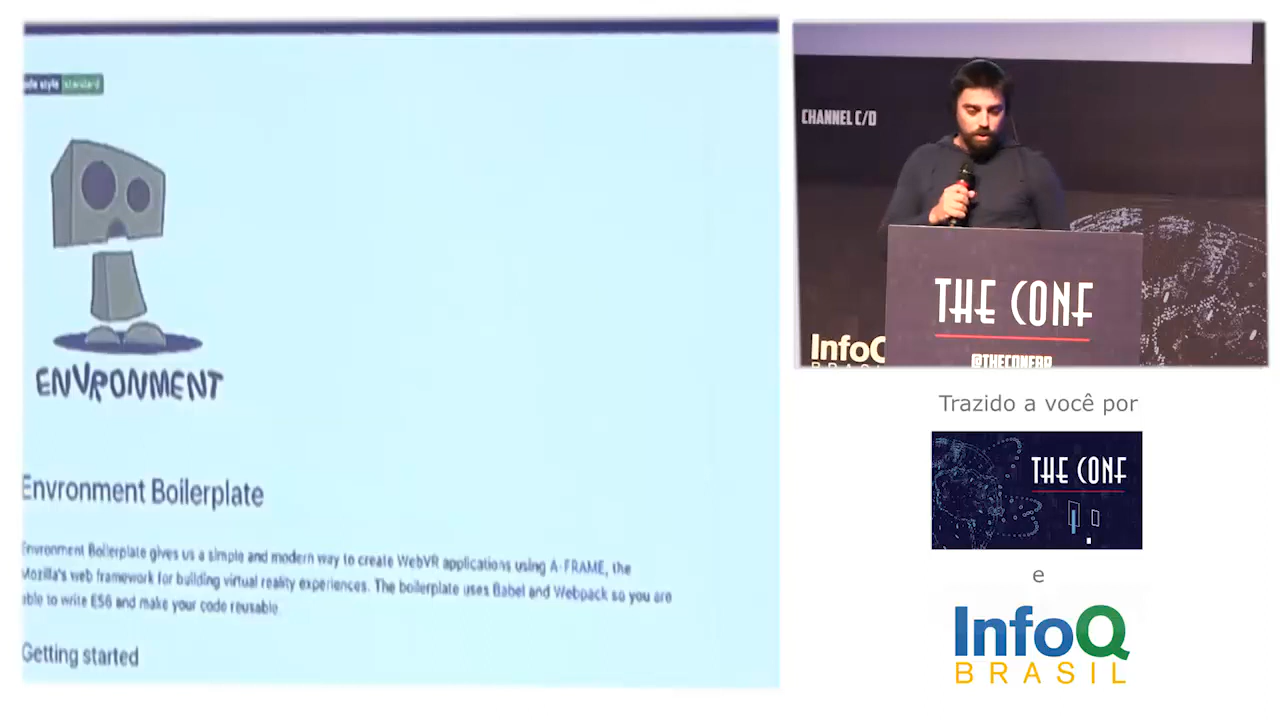 code style standard
ENVRONMENT
Envronment Boilerplate
Envronment Boilerplate gives us a simple and modern way to create WebVR applications using A-FRAME, the
Mozilla's web framework for building virtual reality experiences. The boilerplate uses Babel and Webpack so you are
able to write ES6 and make your code reusable.
Getting started
CHANNEL C/D
THE CONF
@THECONFBR
InfoQ
Trazido a você por
THE CONF
e
InfoQ
BRASIL